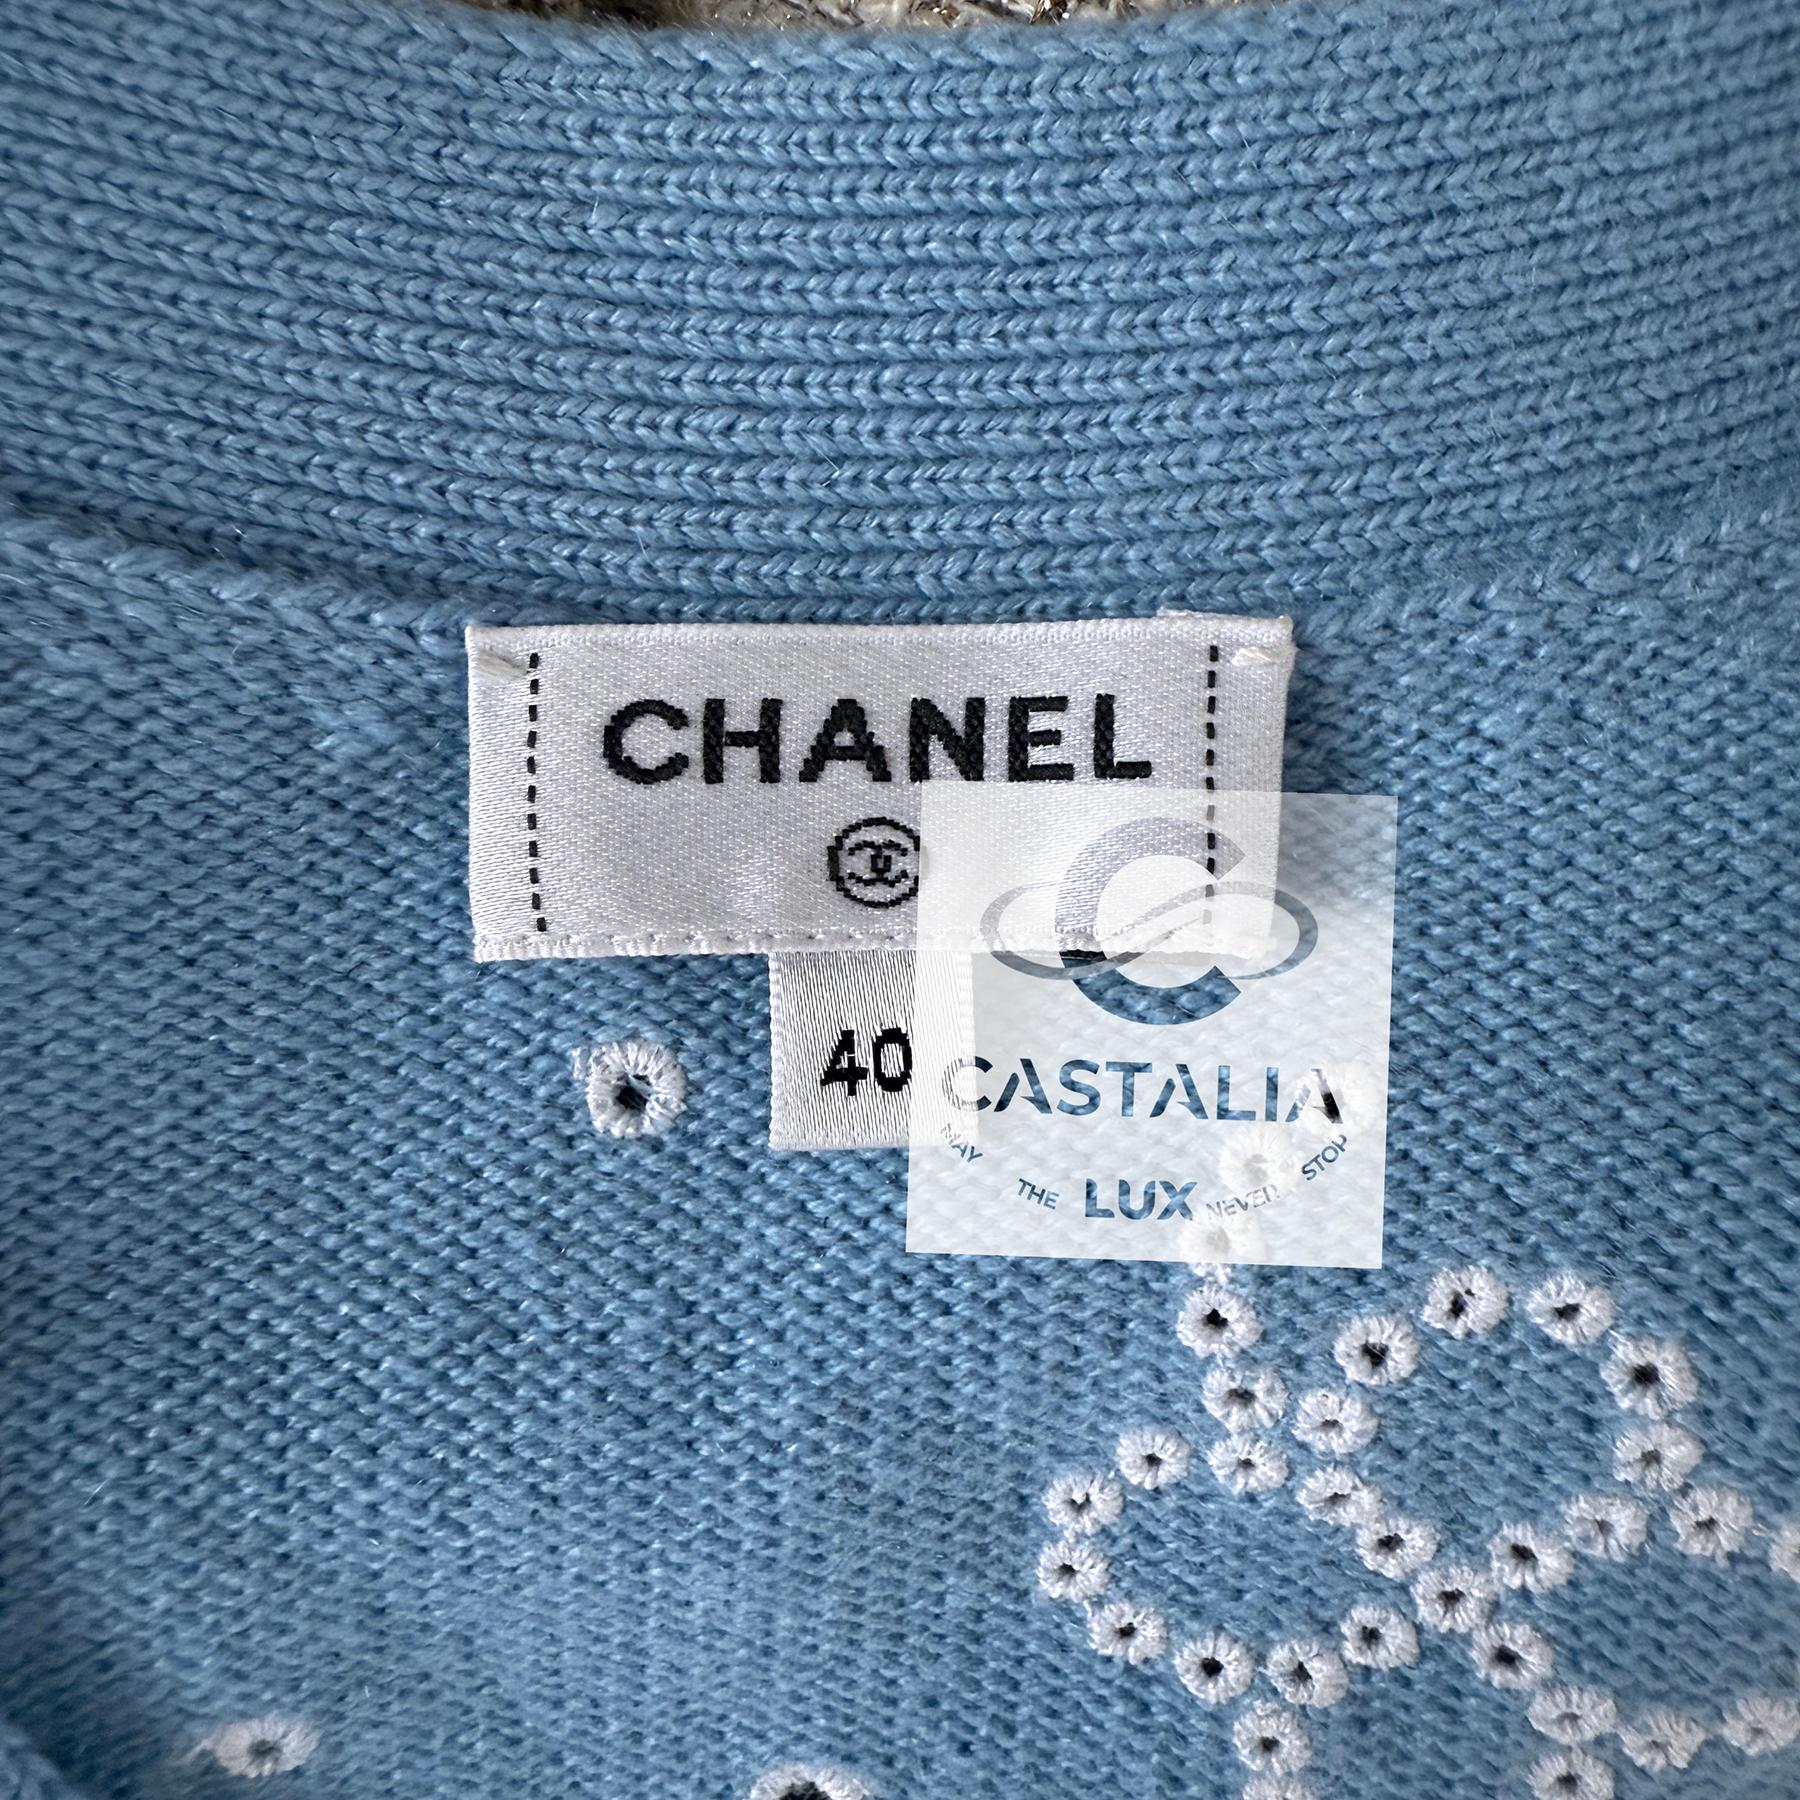 CHANEL
40
CASTALIA
MAY THE LUX NEVER STOP